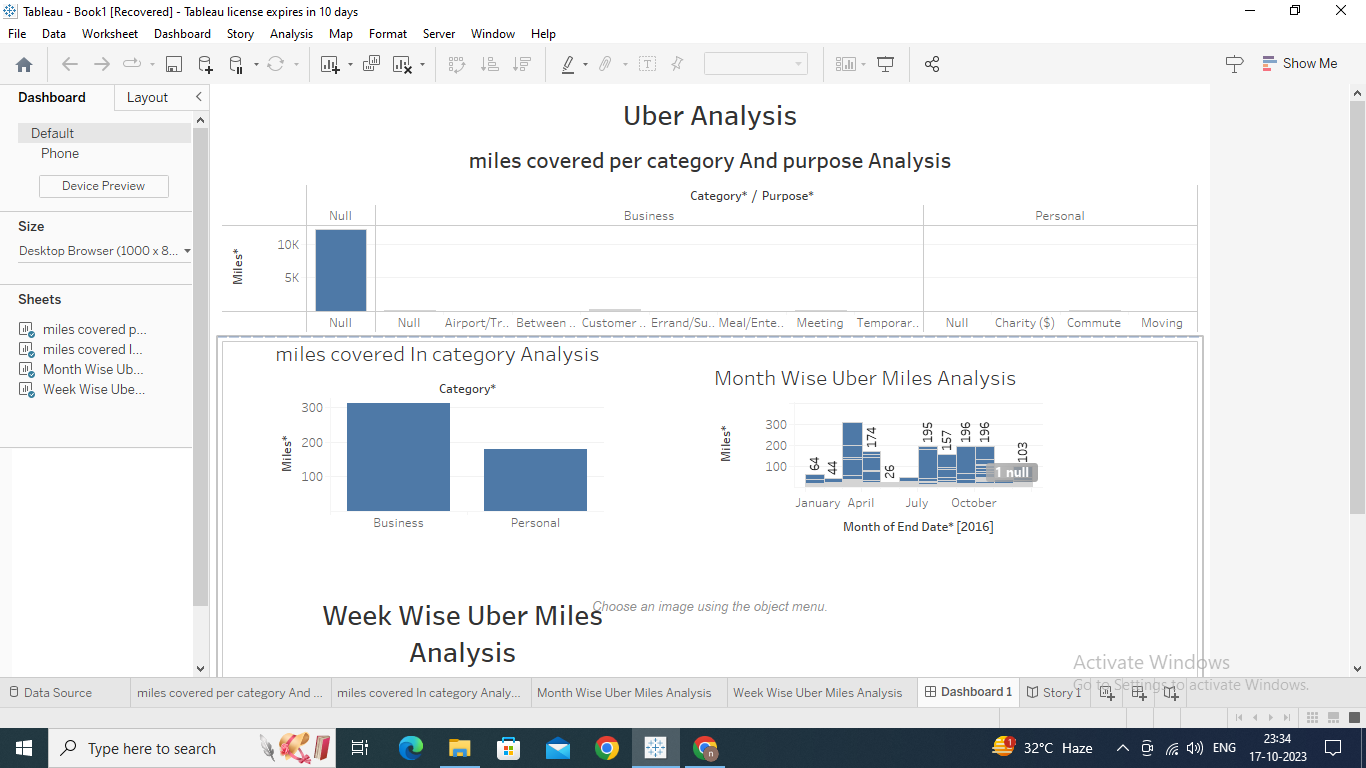 Tableau - Book1 [Recovered] - Tableau license expires in 10 days
File Data Worksheet Dashboard Story Analysis Map Format Server Window Help
Show Me
Dashboard Layout
Default
Phone
Device Preview
Size
Desktop Browser (1000 x 8...
Sheets
miles covered p...
miles covered I...
Month Wise Ub...
Week Wise Ube...
Uber Analysis
miles covered per category And purpose Analysis
Category* / Purpose*
Null Business Personal
Miles*
10K
5K
Null Null Airport/Tr.. Between .. Customer .. Errand/Su.. Meal/Ente.. Meeting Temporar.. Null Charity ($) Commute Moving
miles covered In category Analysis
Category*
Miles*
300
200
100
Business Personal
Month Wise Uber Miles Analysis
Miles*
300
200
100
64 44 174 26 195 157 196 196 103
1 null
January April July October
Month of End Date* [2016]
Choose an image using the object menu.
Week Wise Uber Miles
Analysis
Activate Windows
Go to Settings to activate Windows.
Data Source miles covered per category And ... miles covered In category Analy... Month Wise Uber Miles Analysis Week Wise Uber Miles Analysis Dashboard 1 Story 1
Type here to search
1
n
32°C Haze
ENG
23:34
17-10-2023